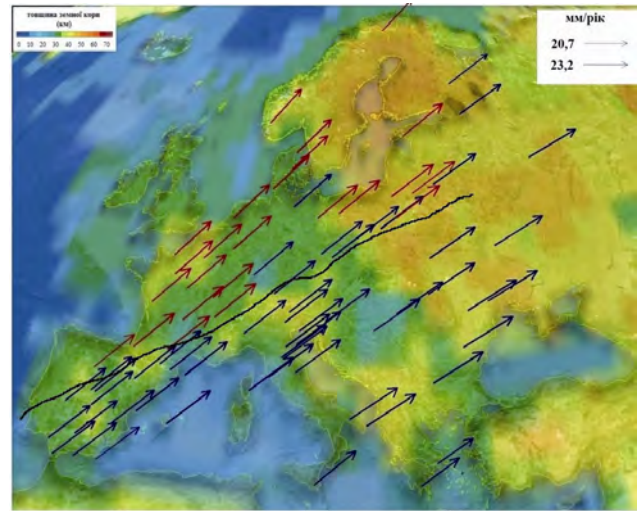 товщина земної кори
(км)
0 10 20 30 40 50 60 70
мм/рік
20,7
23,2